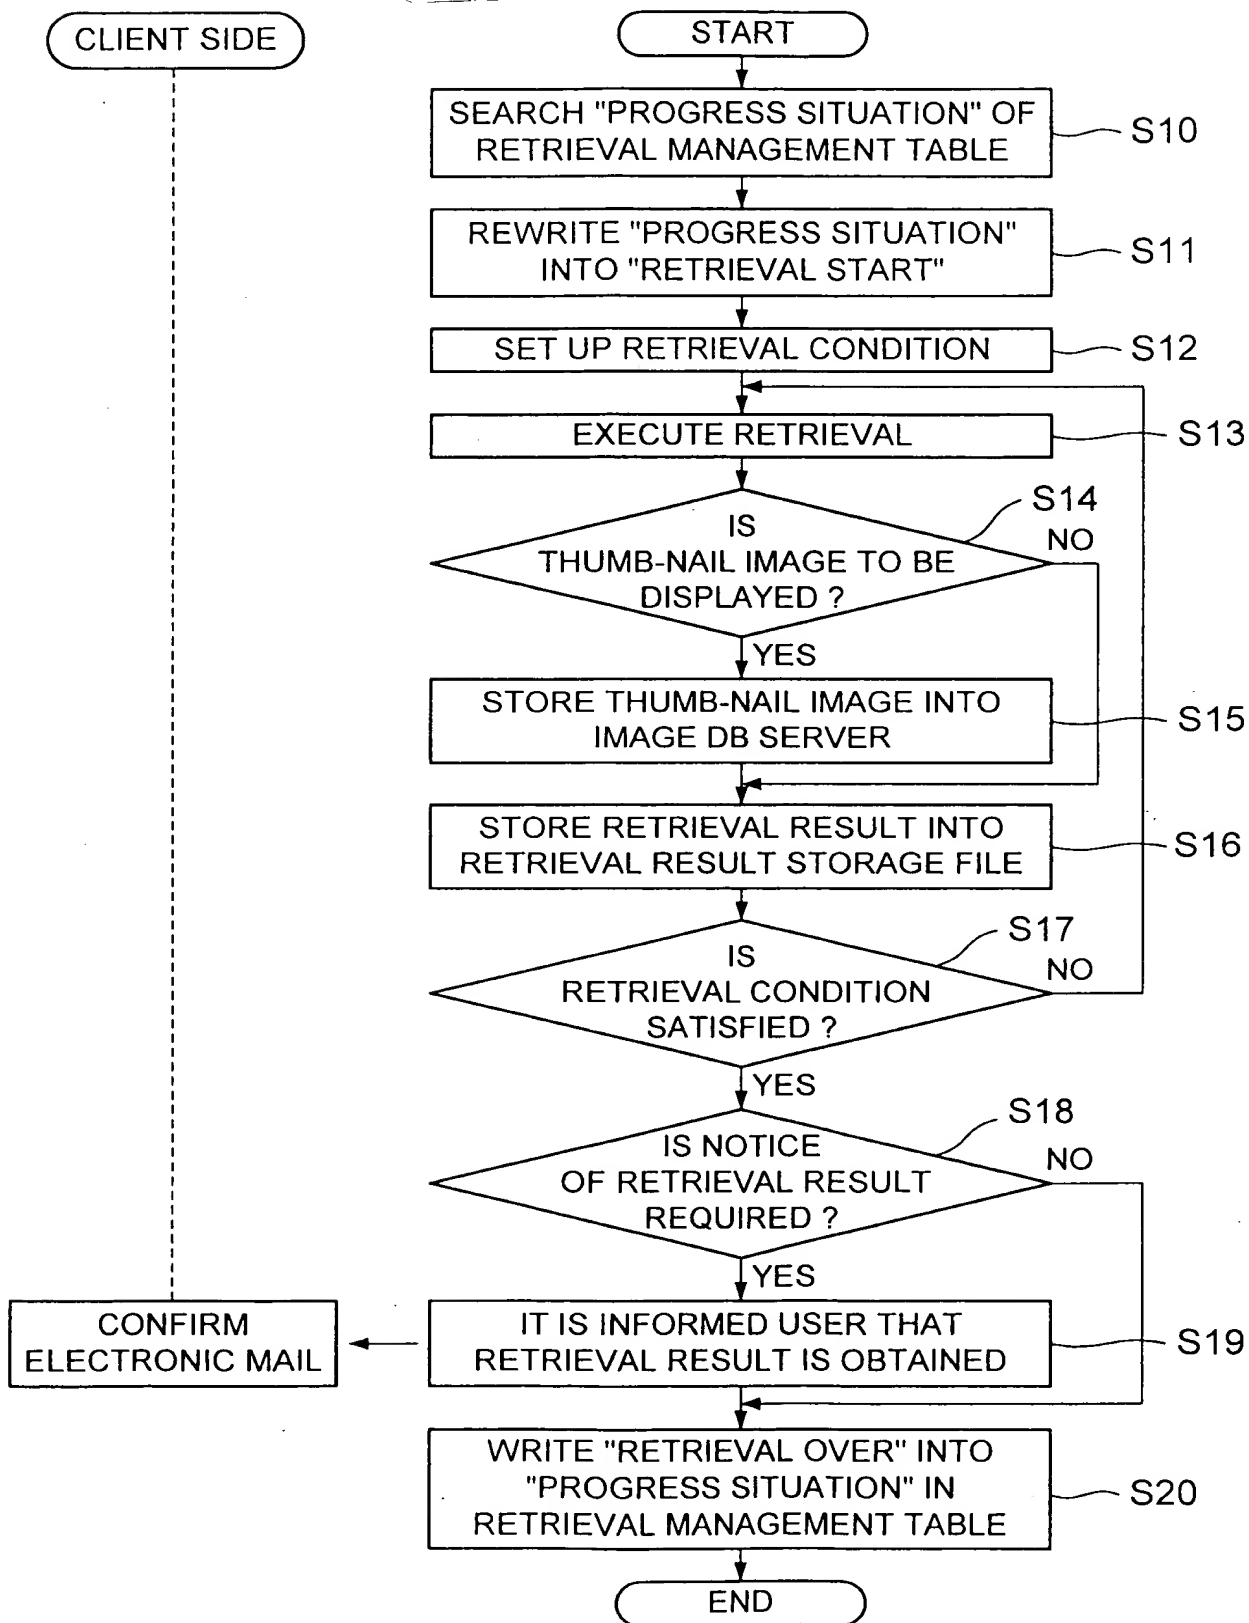 CLIENT SIDE
START
SEARCH "PROGRESS SITUATION" OF
RETRIEVAL MANAGEMENT TABLE
S10
REWRITE "PROGRESS SITUATION"
INTO "RETRIEVAL START"
S11
SET UP RETRIEVAL CONDITION
S12
EXECUTE RETRIEVAL
S13
S14
IS
THUMB-NAIL IMAGE TO BE
DISPLAYED ?
NO
YES
STORE THUMB-NAIL IMAGE INTO
IMAGE DB SERVER
S15
STORE RETRIEVAL RESULT INTO
RETRIEVAL RESULT STORAGE FILE
S16
S17
IS
RETRIEVAL CONDITION
SATISFIED ?
NO
YES
S18
IS NOTICE
OF RETRIEVAL RESULT
REQUIRED ?
NO
YES
CONFIRM
ELECTRONIC MAIL
IT IS INFORMED USER THAT
RETRIEVAL RESULT IS OBTAINED
S19
WRITE "RETRIEVAL OVER" INTO
"PROGRESS SITUATION" IN
RETRIEVAL MANAGEMENT TABLE
S20
END